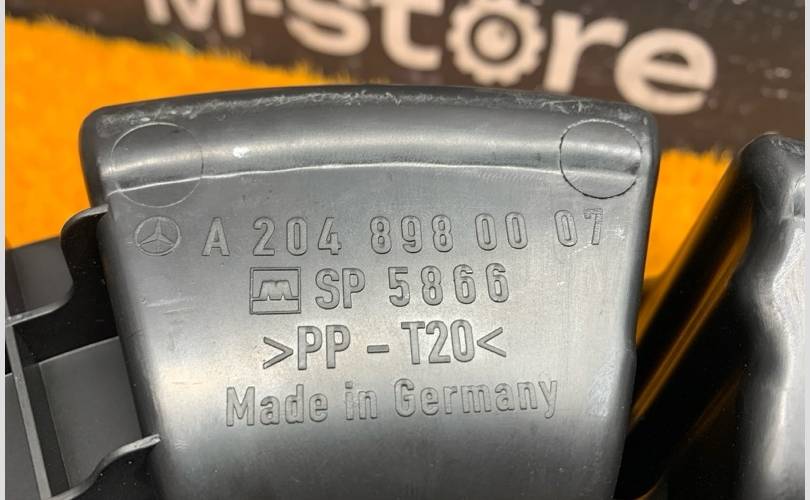 M-store
A 204 898 00 07
M SP 5866
>PP - T20<
Made in Germany